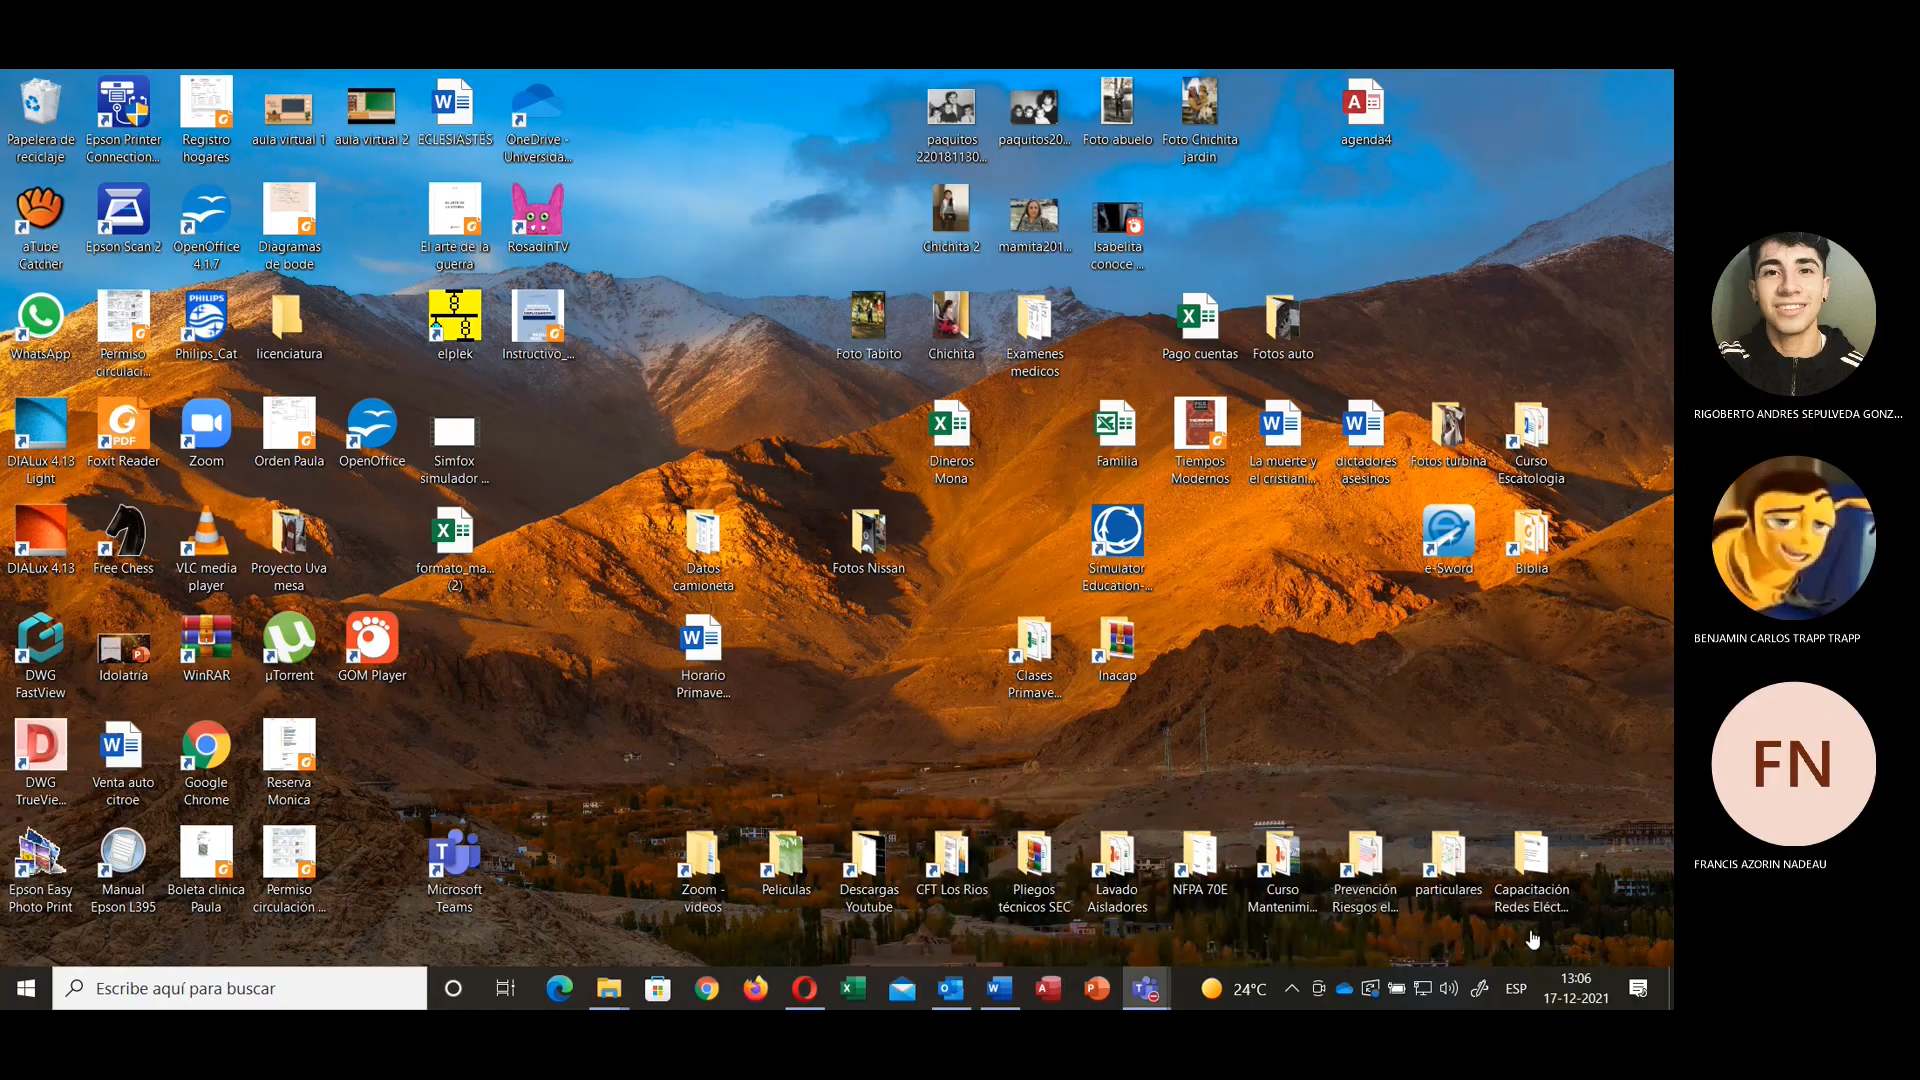 Papelera de
reciclaje
Epson Printer
Connection...
Registro
hogares
aula virtual 1
aula virtual 2
ECLESIASTÉS
OneDrive -
Universida...
paquitos
220181130...
paquitos20...
Foto abuelo
Foto Chichita
jardin
agenda4
aTube
Catcher
Epson Scan 2
OpenOffice
4.1.7
Diagramas
de bode
El arte de la
guerra
RosadinTV
Chichita 2
mamita201...
Isabelita
conoce ...
WhatsApp
Permiso
circulaci...
PHILIPS
Philips_Cat
licenciatura
elplek
Instructivo_...
Foto Tabito
Chichita
Examenes
medicos
Pago cuentas
Fotos auto
DIALux 4.13
Light
PDF
Foxit Reader
Zoom
Orden Paula
OpenOffice
Simfox
simulador ...
Dineros
Mona
Familia
Tiempos
Modernos
La muerte y
el cristiani...
dictadores
asesinos
Fotos turbina
Curso
Escatologia
DIALux 4.13
Free Chess
VLC media
player
Proyecto Uva
mesa
formato_ma...
(2)
Datos
camioneta
Fotos Nissan
Simulator
Education-...
e-Sword
Biblia
DWG
FastView
Idolatría
WinRAR
µTorrent
GOM Player
Horario
Primave...
Clases
Primave...
Inacap
DWG
TrueVie...
Venta auto
citroe
Google
Chrome
Reserva
Monica
Epson Easy
Photo Print
Manual
Epson L395
Boleta clinica
Paula
Permiso
circulación ...
Microsoft
Teams
Zoom -
videos
Peliculas
Descargas
Youtube
CFT Los Rios
Pliegos
técnicos SEC
Lavado
Aisladores
NFPA 70E
Curso
Mantenimi...
Prevención
Riesgos el...
particulares
Capacitación
Redes Eléct...
Escribe aquí para buscar
24°C
ESP
13:06
17-12-2021
RIGOBERTO ANDRES SEPULVEDA GONZ...
BENJAMIN CARLOS TRAPP TRAPP
FN
FRANCIS AZORIN NADEAU